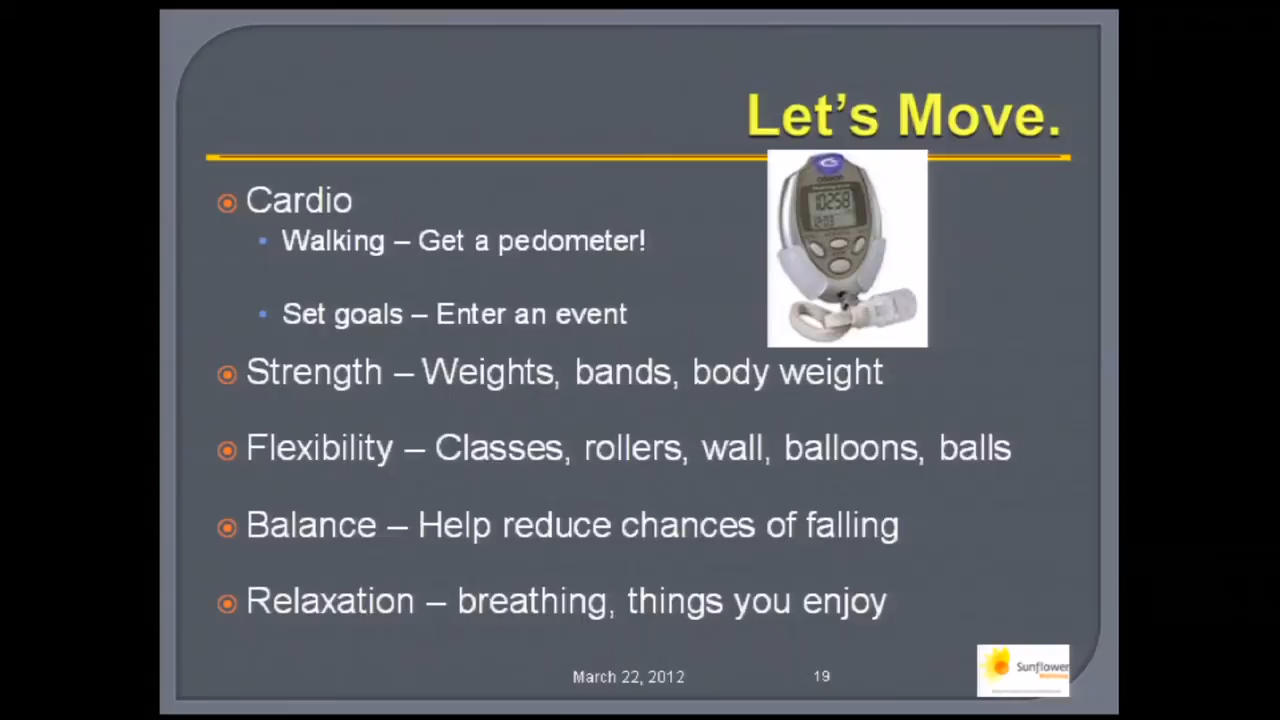 Let's Move.
Cardio
Walking – Get a pedometer!
10258
Set goals – Enter an event
Strength – Weights, bands, body weight
Flexibility – Classes, rollers, wall, balloons, balls
Balance – Help reduce chances of falling
Relaxation – breathing, things you enjoy
March 22, 2012
19
Sunflower